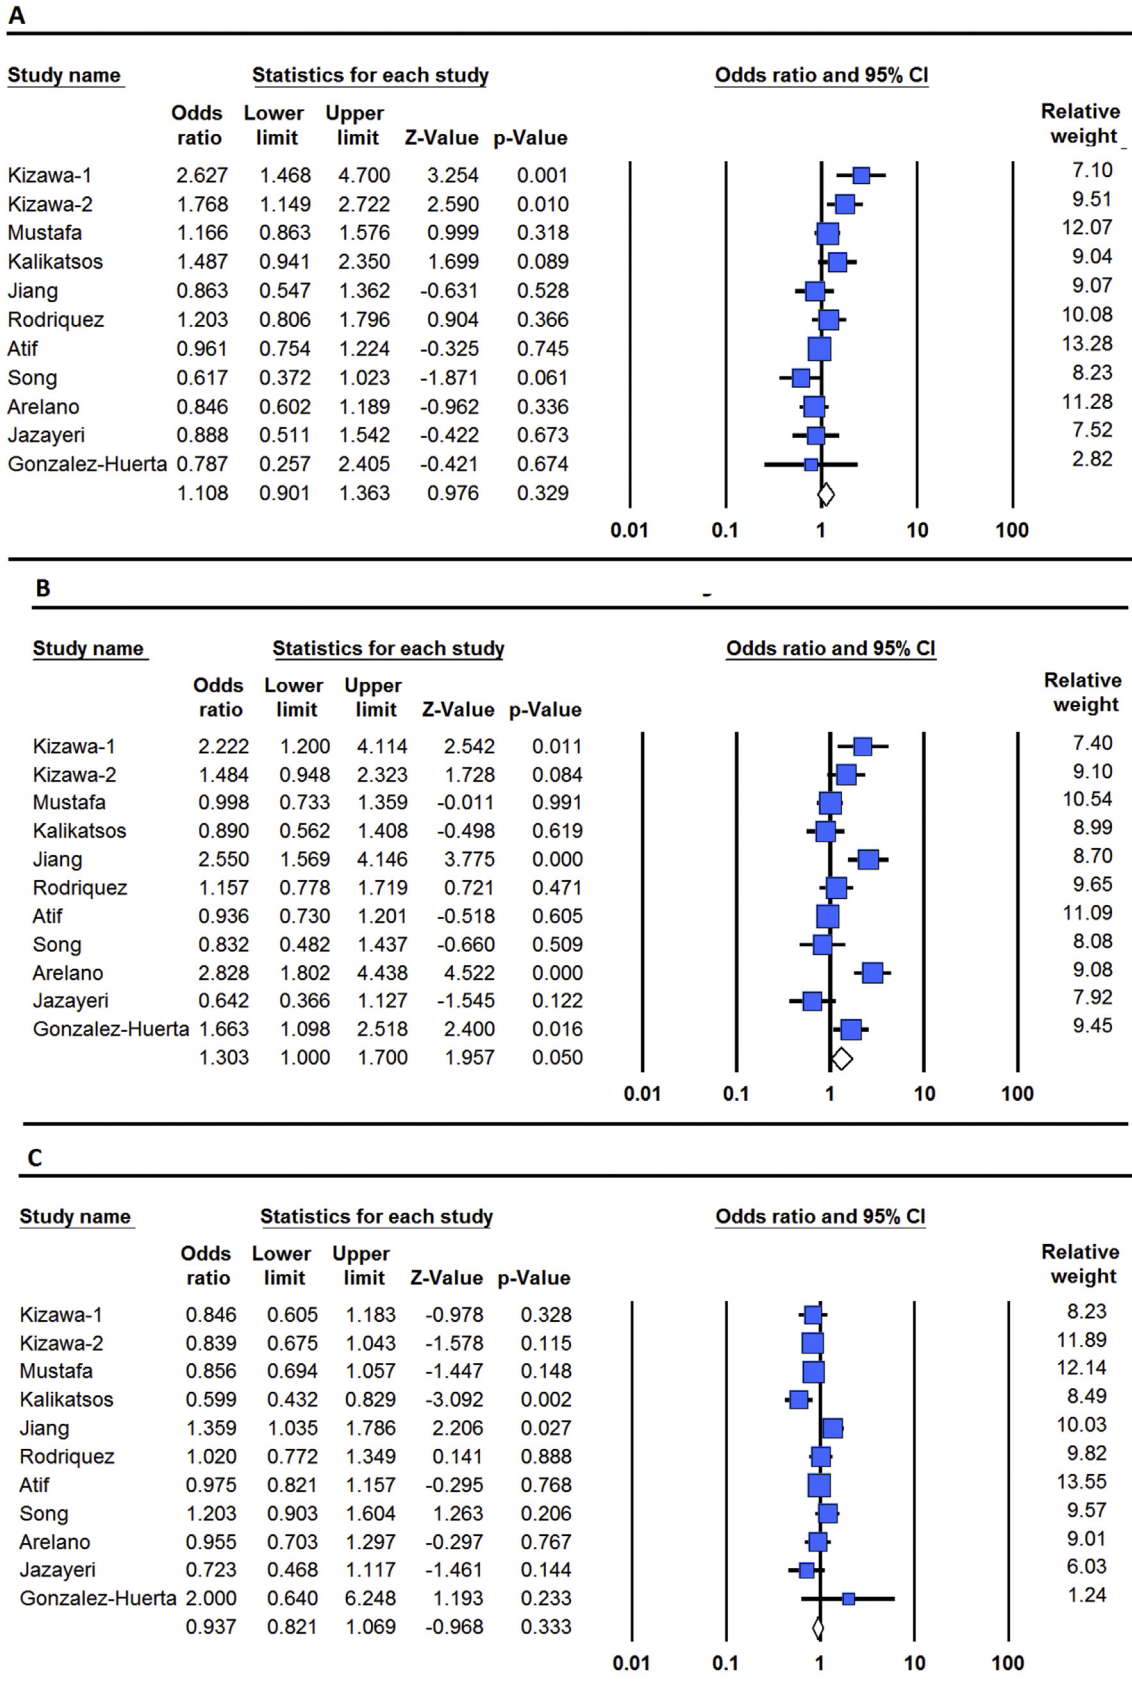 A
Study name Statistics for each study Odds ratio and 95% CI
Odds Lower Upper Relative
ratio limit limit Z-Value p-Value weight
Kizawa-1 2.627 1.468 4.700 3.254 0.001 7.10
Kizawa-2 1.768 1.149 2.722 2.590 0.010 9.51
Mustafa 1.166 0.863 1.576 0.999 0.318 12.07
Kalikatsos 1.487 0.941 2.350 1.699 0.089 9.04
Jiang 0.863 0.547 1.362 -0.631 0.528 9.07
Rodriquez 1.203 0.806 1.796 0.904 0.366 10.08
Atif 0.961 0.754 1.224 -0.325 0.745 13.28
Song 0.617 0.372 1.023 -1.871 0.061 8.23
Arelano 0.846 0.602 1.189 -0.962 0.336 11.28
Jazayeri 0.888 0.511 1.542 -0.422 0.673 7.52
Gonzalez-Huerta 0.787 0.257 2.405 -0.421 0.674 2.82
1.108 0.901 1.363 0.976 0.329
0.01 0.1 1 10 100
B
Study name Statistics for each study Odds ratio and 95% CI
Odds Lower Upper Relative
ratio limit limit Z-Value p-Value weight
Kizawa-1 2.222 1.200 4.114 2.542 0.011 7.40
Kizawa-2 1.484 0.948 2.323 1.728 0.084 9.10
Mustafa 0.998 0.733 1.359 -0.011 0.991 10.54
Kalikatsos 0.890 0.562 1.408 -0.498 0.619 8.99
Jiang 2.550 1.569 4.146 3.775 0.000 8.70
Rodriquez 1.157 0.778 1.719 0.721 0.471 9.65
Atif 0.936 0.730 1.201 -0.518 0.605 11.09
Song 0.832 0.482 1.437 -0.660 0.509 8.08
Arelano 2.828 1.802 4.438 4.522 0.000 9.08
Jazayeri 0.642 0.366 1.127 -1.545 0.122 7.92
Gonzalez-Huerta 1.663 1.098 2.518 2.400 0.016 9.45
1.303 1.000 1.700 1.957 0.050
0.01 0.1 1 10 100
C
Study name Statistics for each study Odds ratio and 95% CI
Odds Lower Upper Relative
ratio limit limit Z-Value p-Value weight
Kizawa-1 0.846 0.605 1.183 -0.978 0.328 8.23
Kizawa-2 0.839 0.675 1.043 -1.578 0.115 11.89
Mustafa 0.856 0.694 1.057 -1.447 0.148 12.14
Kalikatsos 0.599 0.432 0.829 -3.092 0.002 8.49
Jiang 1.359 1.035 1.786 2.206 0.027 10.03
Rodriquez 1.020 0.772 1.349 0.141 0.888 9.82
Atif 0.975 0.821 1.157 -0.295 0.768 13.55
Song 1.203 0.903 1.604 1.263 0.206 9.57
Arelano 0.955 0.703 1.297 -0.297 0.767 9.01
Jazayeri 0.723 0.468 1.117 -1.461 0.144 6.03
Gonzalez-Huerta 2.000 0.640 6.248 1.193 0.233 1.24
0.937 0.821 1.069 -0.968 0.333
0.01 0.1 1 10 100